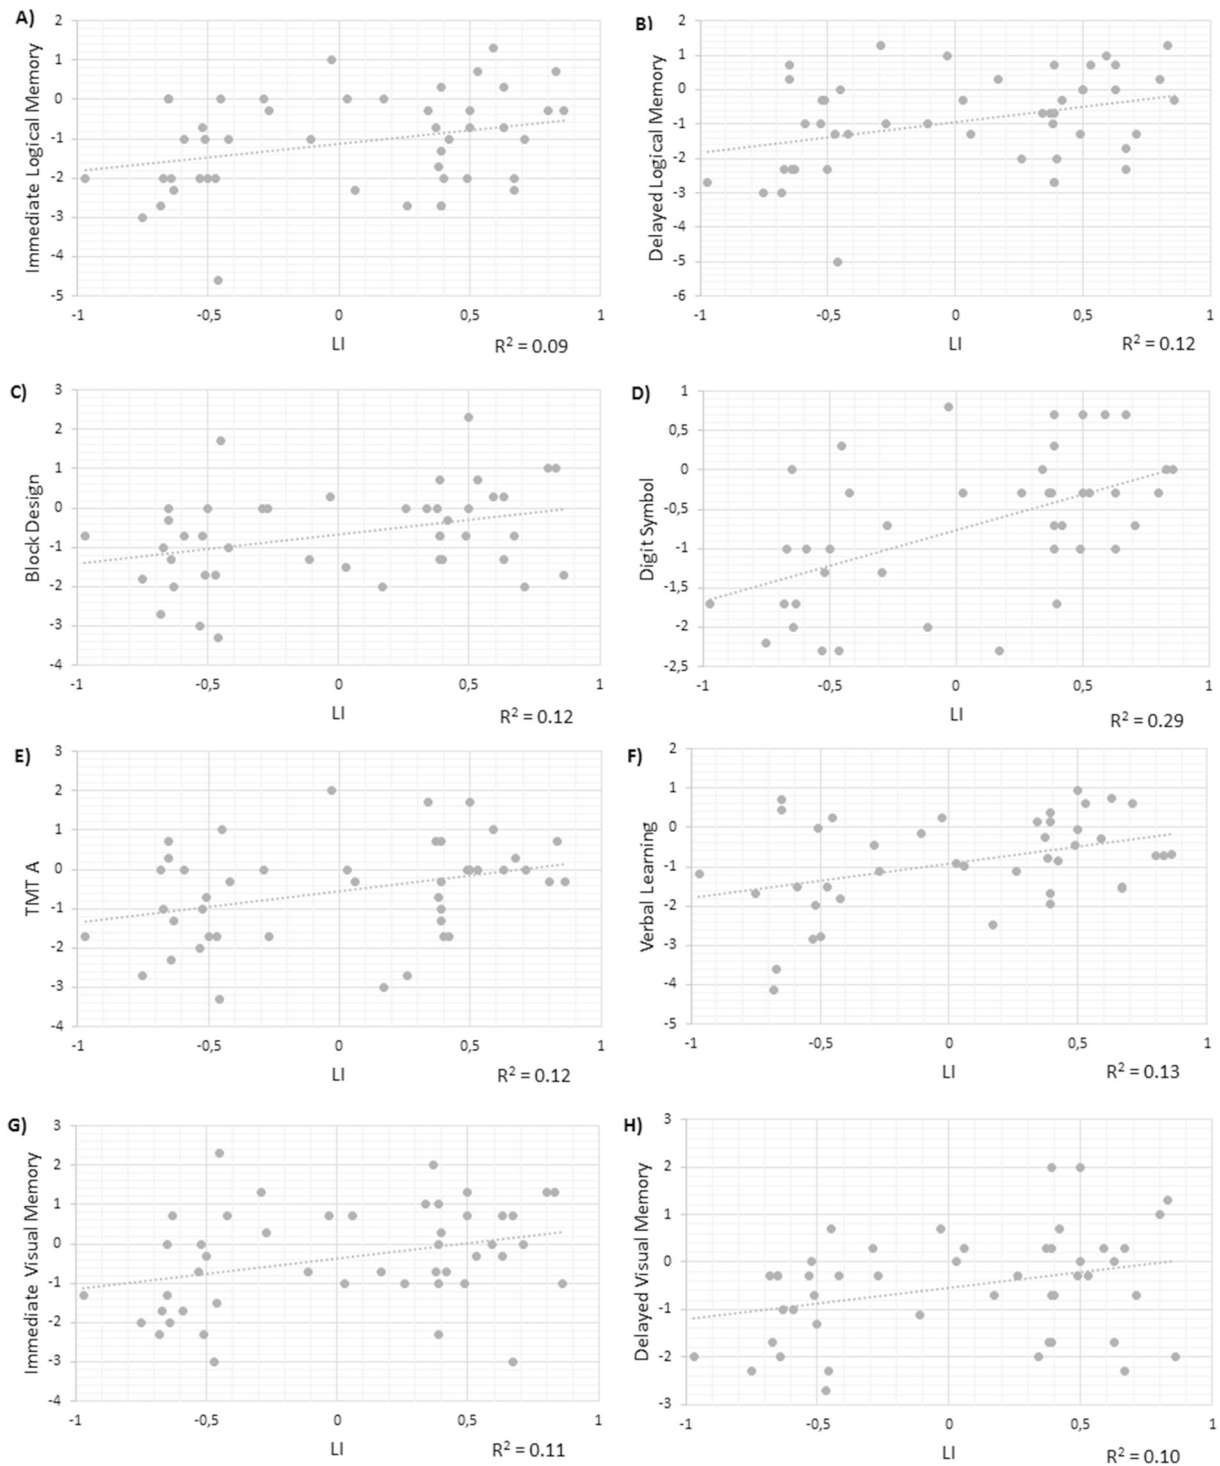 A)
Immediate Logical Memory
2
1
0
-1
-2
-3
-4
-5
-1 -0,5 0 0,5 1
LI
R² = 0.09
B)
Delayed Logical Memory
2
1
0
-1
-2
-3
-4
-5
-6
-1 -0,5 0 0,5 1
LI
R² = 0.12
C)
Block Design
3
2
1
0
-1
-2
-3
-4
-1 -0,5 0 0,5 1
LI
R² = 0.12
D)
Digit Symbol
1
0,5
0
-0,5
-1
-1,5
-2
-2,5
-1 -0,5 0 0,5 1
LI
R² = 0.29
E)
TMT A
3
2
1
0
-1
-2
-3
-4
-1 -0,5 0 0,5 1
LI
R² = 0.12
F)
Verbal Learning
2
1
0
-1
-2
-3
-4
-5
-1 -0,5 0 0,5 1
LI
R² = 0.13
G)
Immediate Visual Memory
3
2
1
0
-1
-2
-3
-4
-1 -0,5 0 0,5 1
LI
R² = 0.11
H)
Delayed Visual Memory
3
2
1
0
-1
-2
-3
-1 -0,5 0 0,5 1
LI
R² = 0.10